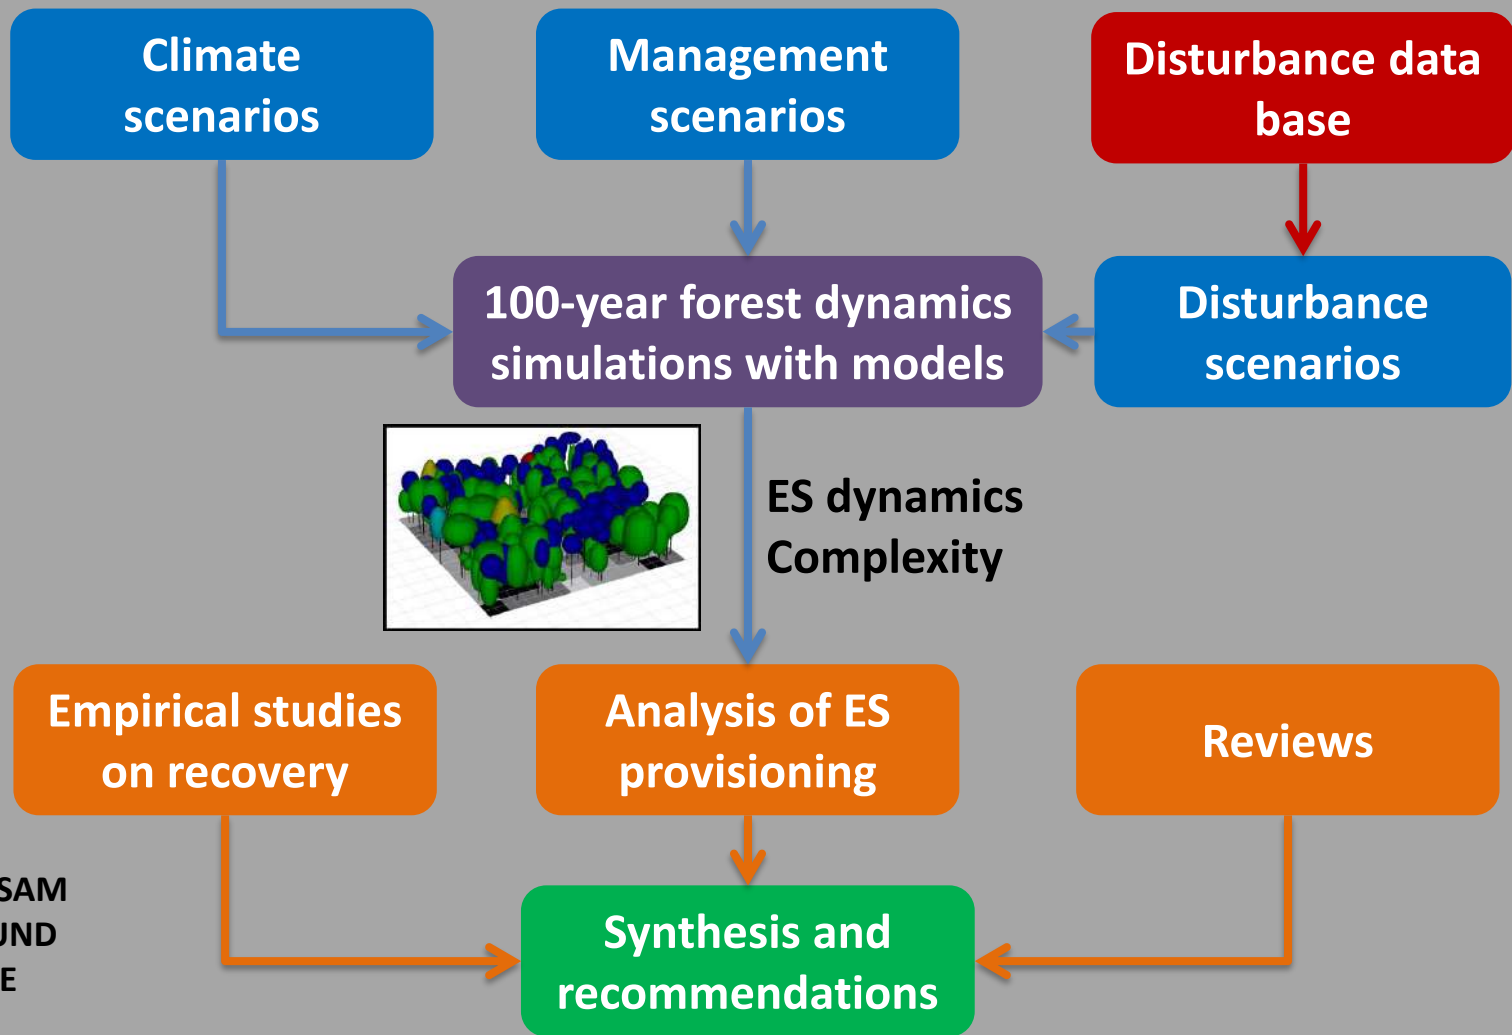 Climate
scenarios
Management
scenarios
Disturbance data
base
100-year forest dynamics
simulations with models
Disturbance
scenarios
ES dynamics
Complexity
Empirical studies
on recovery
Analysis of ES
provisioning
Reviews
SAM
UND
E
Synthesis and
recommendations